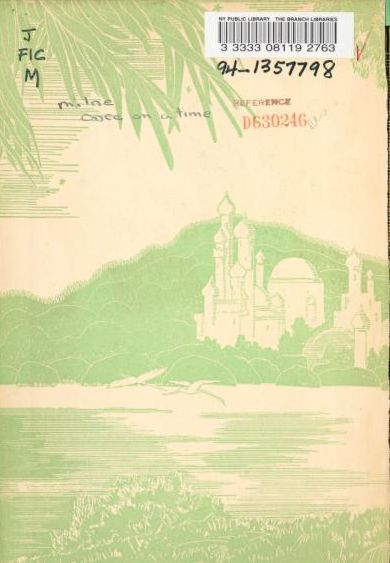 J
FIC
M
NY PUBLIC LIBRARY THE BRANCH LIBRARIES
3 3333 08119 2763
94-1357798
Milne
Once on a time
REFERENCE
D630246